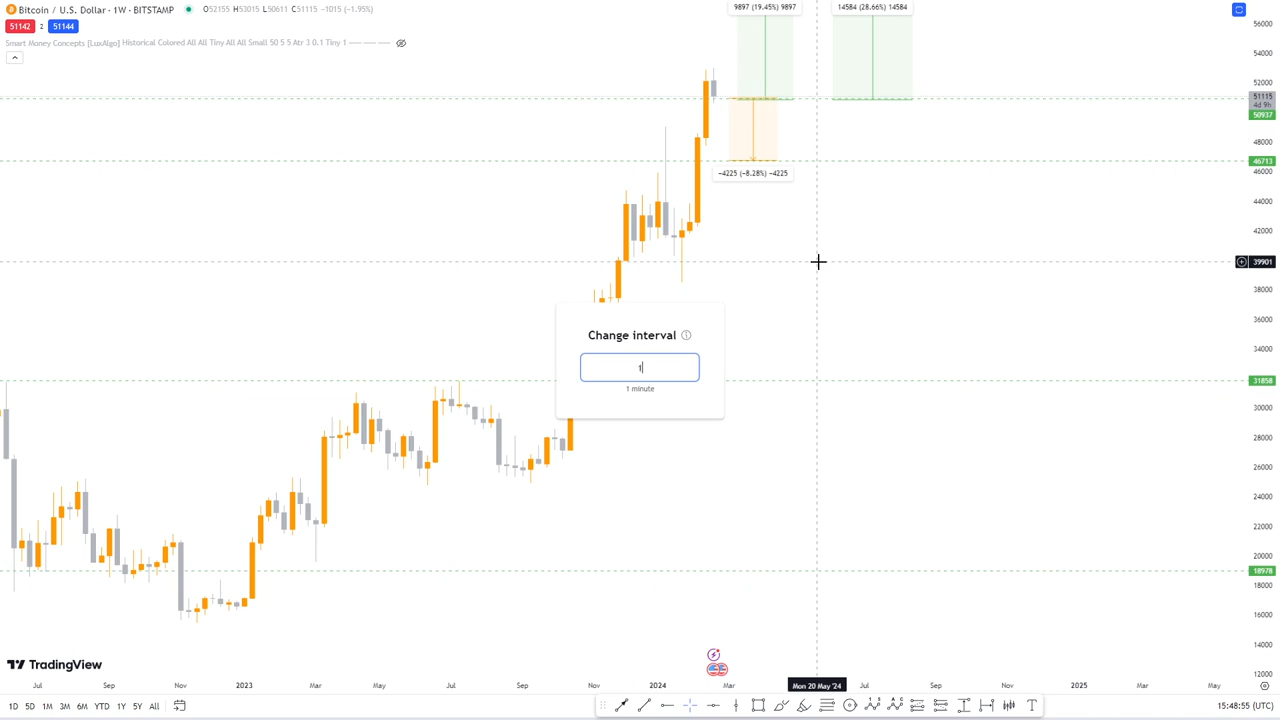 Bitcoin / U.S. Dollar · 1W · BITSTAMP O52155 H53015 L50611 C51115 −1015 (−1.95%)
51142 2 51144
Smart Money Concepts [LuxAlgo] Historical Colored All All Tiny All All Small 50 5 5 Atr 3 0.1 Tiny 1
9897 (19.45%) 9897
14584 (28.66%) 14584
−4225 (−8.28%) −4225
Change interval
1
1 minute
56000
54000
52000
51115
4d 9h
50937
48000
46713
46000
44000
42000
39901
38000
36000
34000
31858
30000
28000
26000
24000
22000
20000
18978
18000
16000
14000
12000
TradingView
Jul Sep Nov 2023 Mar May Jul Sep Nov 2024 Mar Mon 20 May '24 Jul Sep Nov 2025 Mar May
1D 5D 1M 3M 6M YTD 1Y 5Y All
T
15:48:55 (UTC)